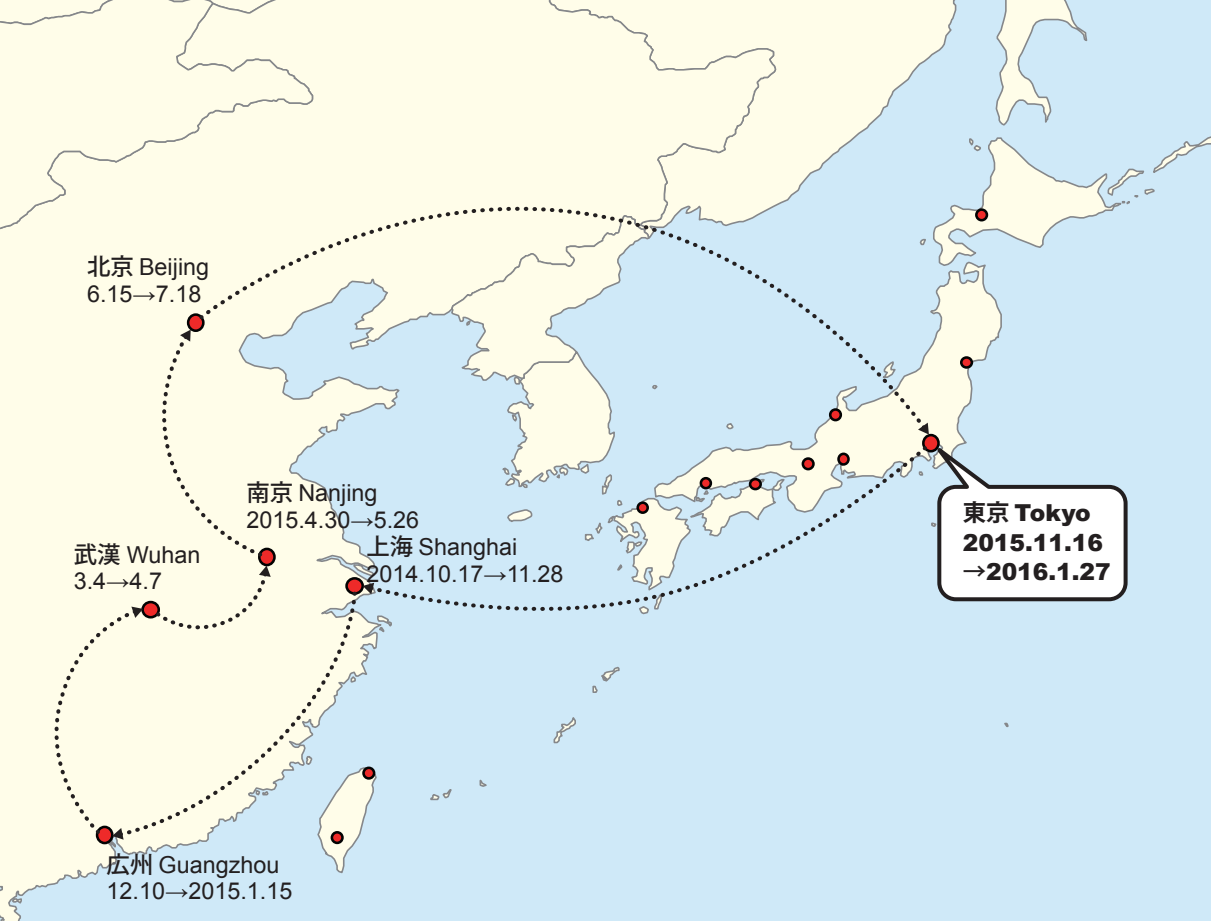 北京 Beijing
6.15→7.18
南京 Nanjing
2015.4.30→5.26
上海 Shanghai
2014.10.17→11.28
武漢 Wuhan
3.4→4.7
東京 Tokyo
2015.11.16
→2016.1.27
広州 Guangzhou
12.10→2015.1.15